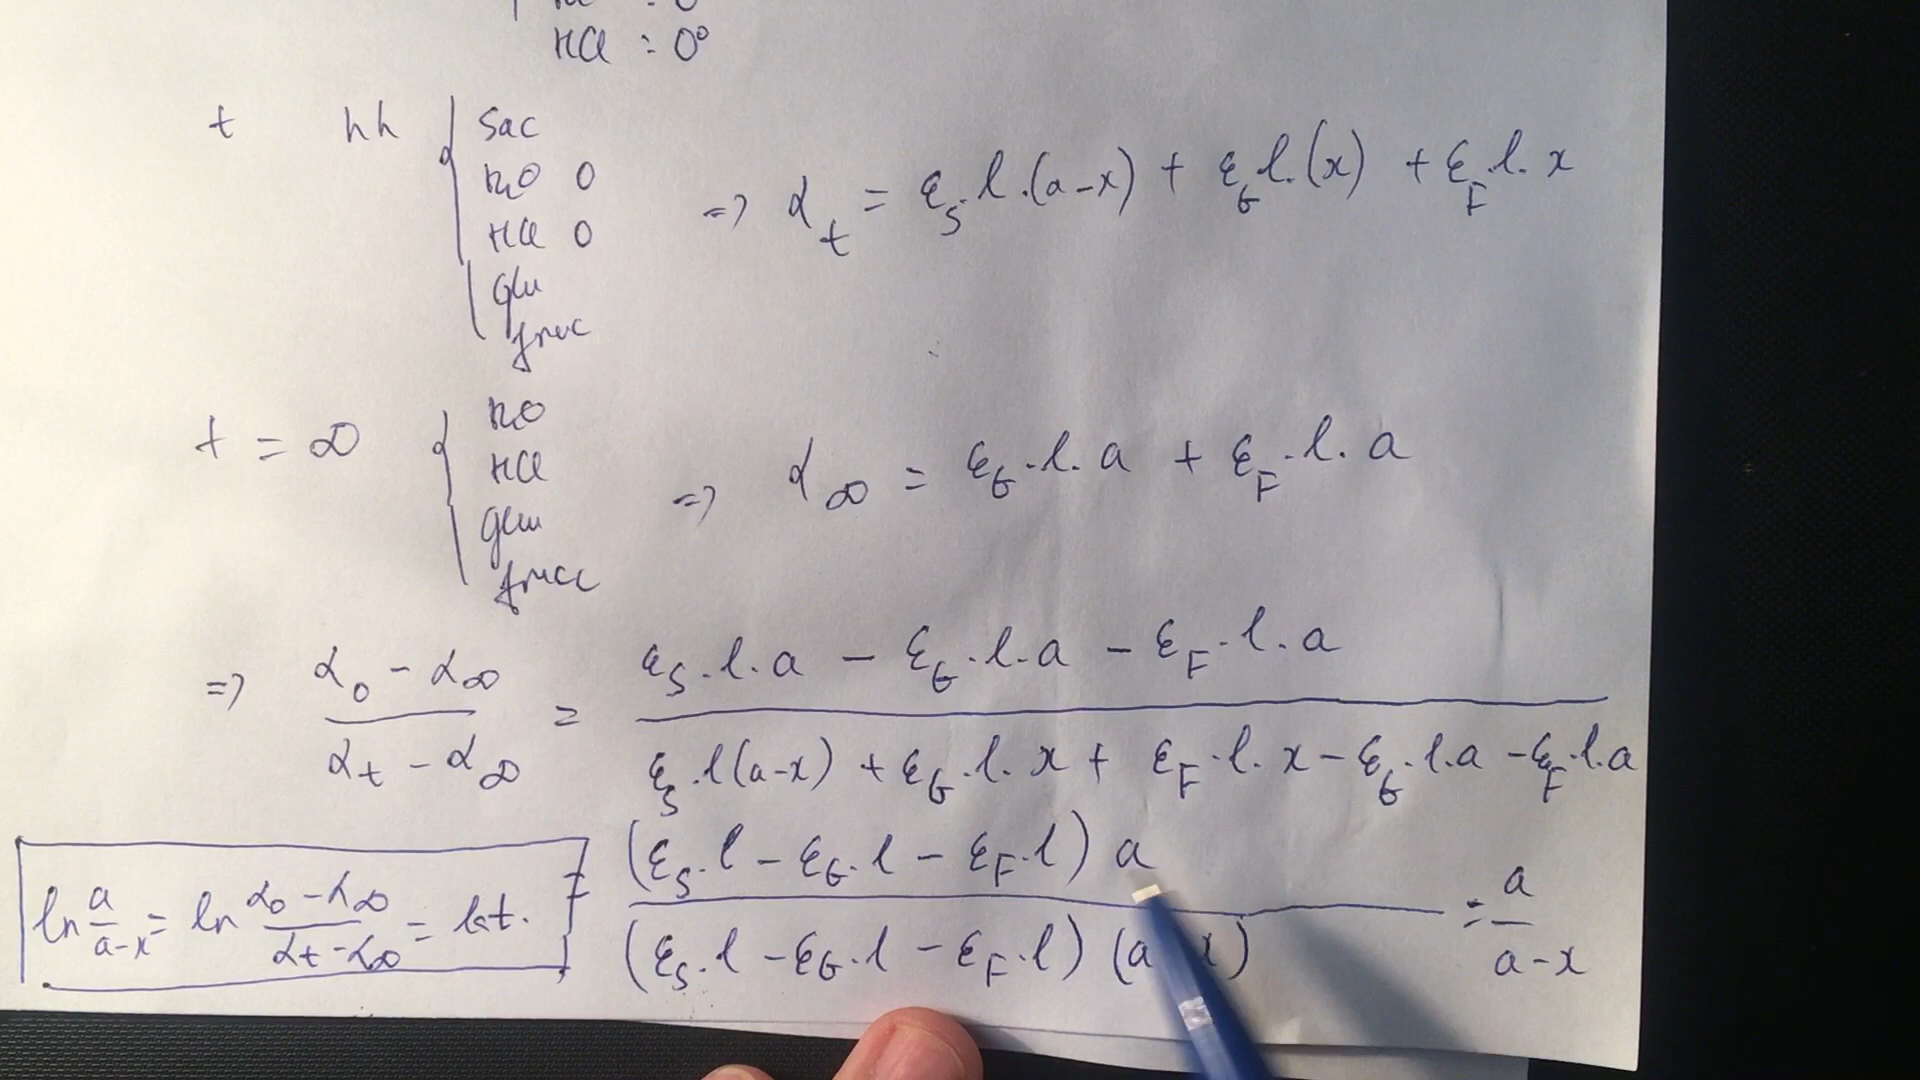 HCl : 0°
t hh { Sac
H₂O 0
HCl 0
glu
fruc
=> α_t = ε_S.l.(a-x) + ε_G l.(x) + ε_F.l.x
t = ∞ { H₂O
HCl
glu
fruc
=> α_∞ = ε_G.l.a + ε_F.l.a
=> (α_0 - α_∞)/(α_t - α_∞) = (ε_S.l.a - ε_G.l.a - ε_F.l.a)/(ε_S.l(a-x) + ε_G.l.x + ε_F.l.x - ε_G.l.a - ε_F.l.a)
= (ε_S.l - ε_G.l - ε_F.l) a / (ε_S.l - ε_G.l - ε_F.l) (a-x) = a/(a-x)
ln a/(a-x) = ln (α_0 - α_∞)/(α_t - α_∞) = kt.